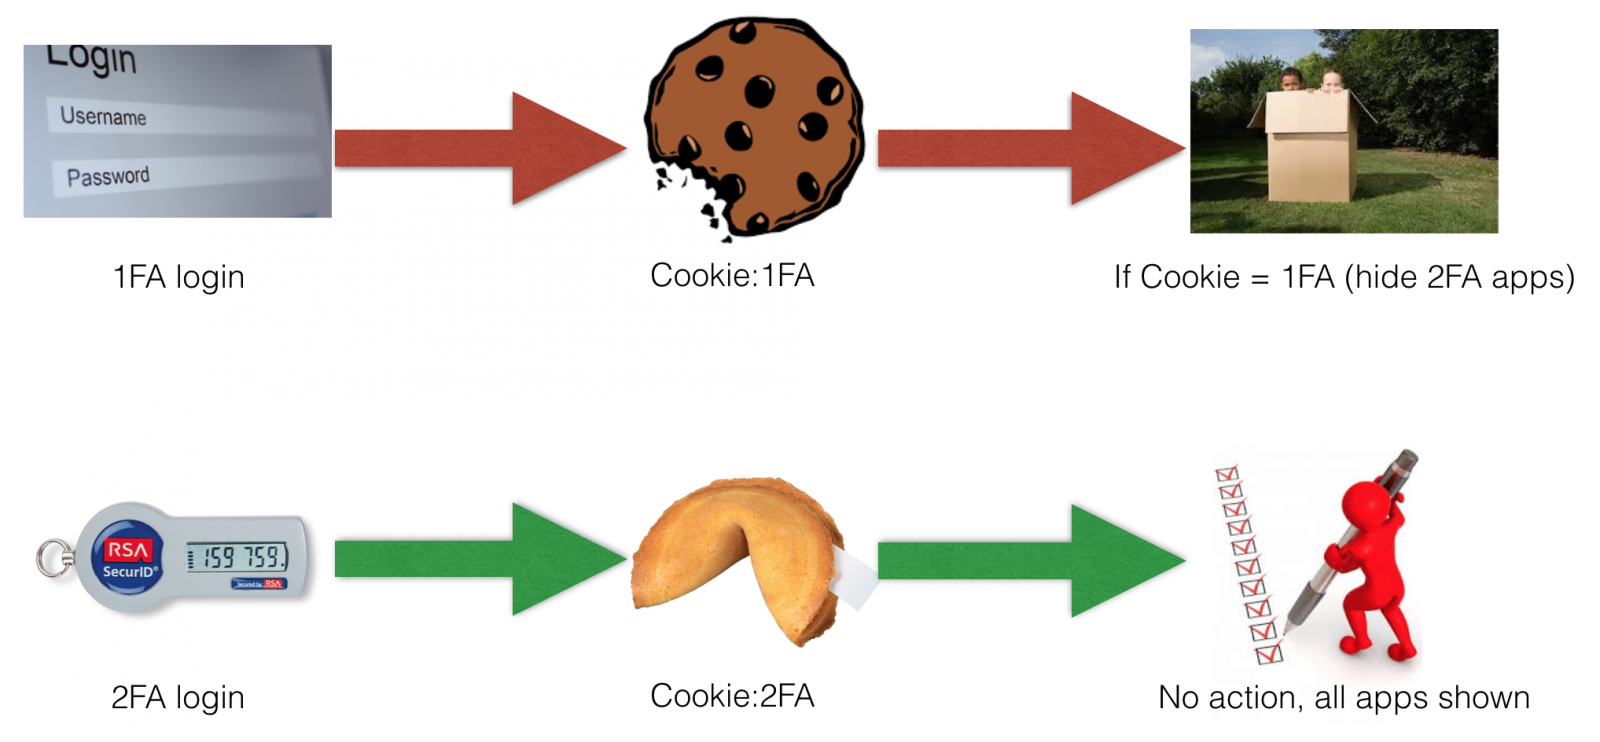 Login
Username
Password
1FA login
Cookie:1FA
If Cookie = 1FA (hide 2FA apps)
RSA
SecurID®
159 759
Secured by RSA
2FA login
Cookie:2FA
No action, all apps shown